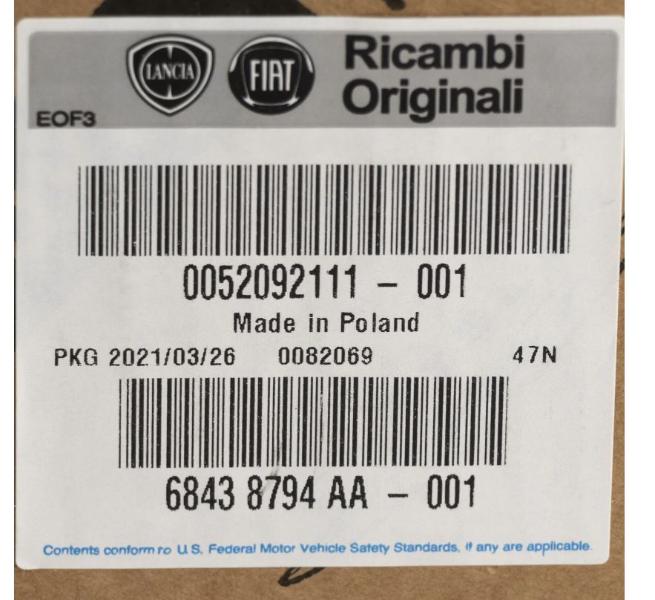 LANCIA FIAT Ricambi
Originali
EOF3
0052092111 - 001
Made in Poland
PKG 2021/03/26 0082069 47N
6843 8794 AA - 001
Contents conform to U.S. Federal Motor Vehicle Safety Standards, if any are applicable.